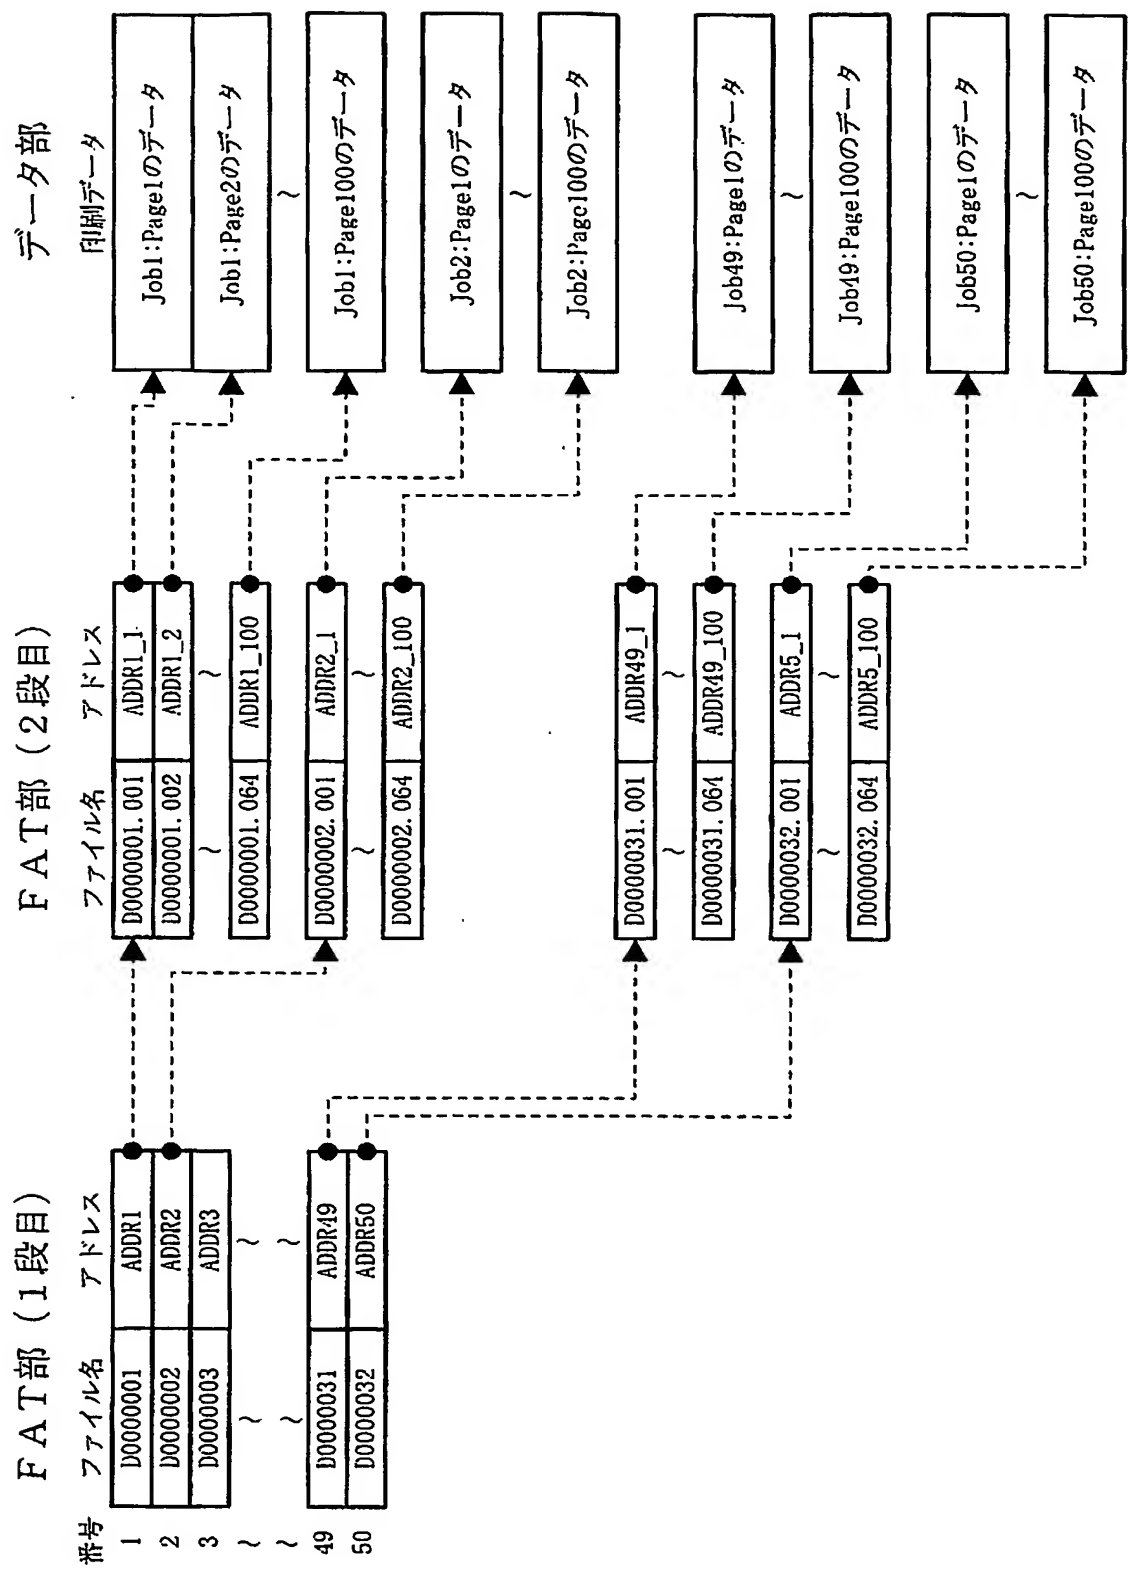 FAT部(1段目)
番号 ファイル名 アドレス
1 D0000001 ADDR1
2 D0000002 ADDR2
3 D0000003 ADDR3
~ ~ ~
~ ~ ~
49 D0000031 ADDR49
50 D0000032 ADDR50
FAT部(2段目)
ファイル名 アドレス
D0000001.001 ADDR1_1
D0000001.002 ADDR1_2
~ ~
D0000001.064 ADDR1_100
D0000002.001 ADDR2_1
~ ~
D0000002.064 ADDR2_100
D0000031.001 ADDR49_1
~ ~
D0000031.064 ADDR49_100
D0000032.001 ADDR5_1
~ ~
D0000032.064 ADDR5_100
データ部
印刷データ
Job1:Page1のデータ
Job1:Page2のデータ
~
Job1:Page100のデータ
Job2:Page1のデータ
~
Job2:Page100のデータ
Job49:Page1のデータ
~
Job49:Page100のデータ
Job50:Page1のデータ
~
Job50:Page100のデータ